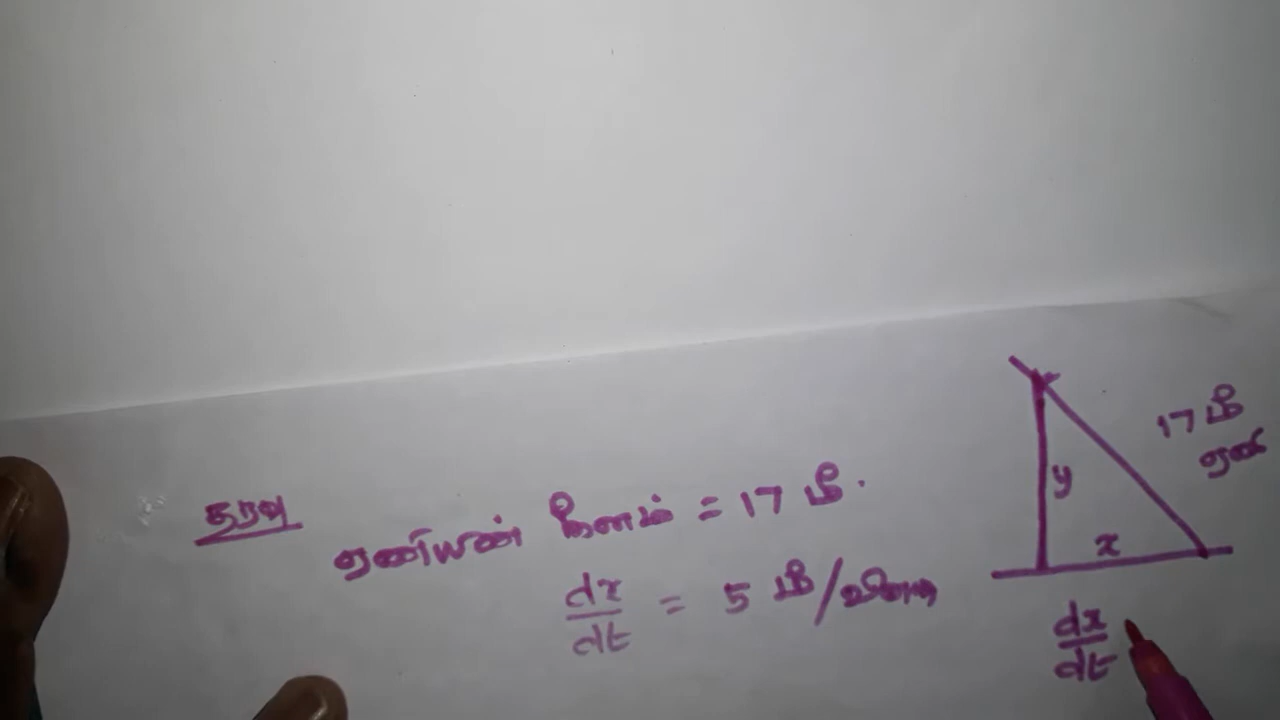 தரவு
ஏணியின் நீளம் = 17 மீ.
dx/dt = 5 மீ/வினாடி
17 மீ
ஏணி
y
x
dx/dt